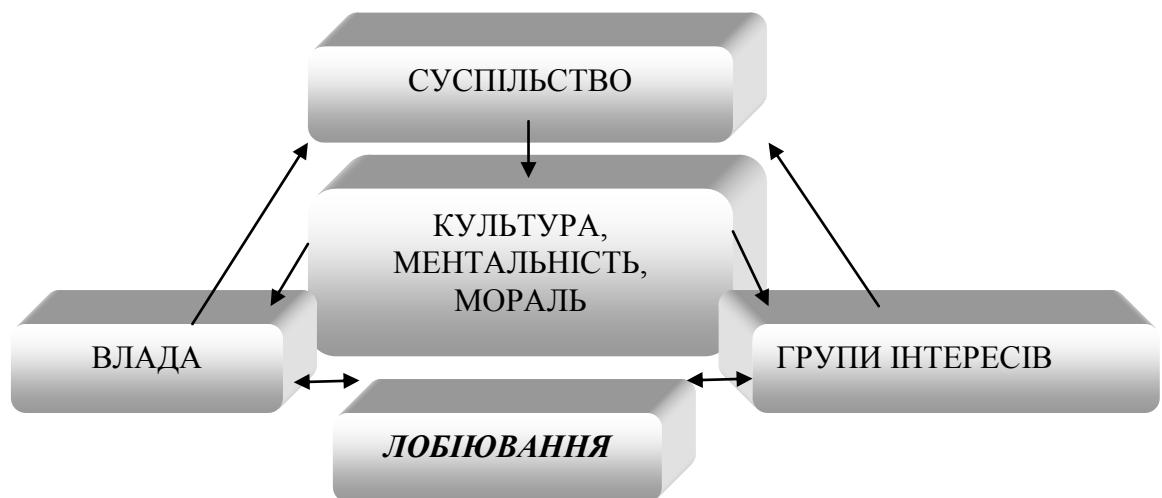 СУСПІЛЬСТВО
КУЛЬТУРА,
МЕНТАЛЬНІСТЬ,
МОРАЛЬ
ВЛАДА
ГРУПИ ІНТЕРЕСІВ
ЛОБІЮВАННЯ